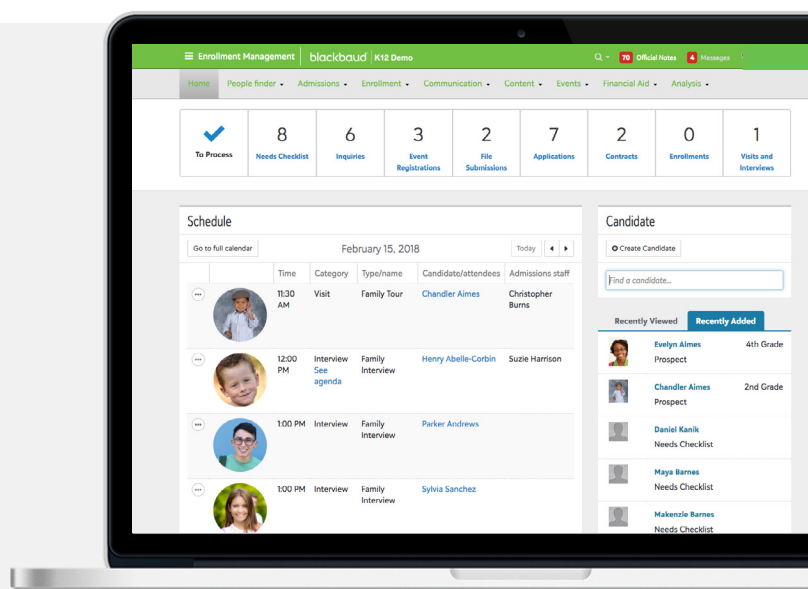 Enrollment Management
blackbaud K12 Demo
70 Official Notes 4 Messages
Home People finder Admissions Enrollment Communication Content Events Financial Aid Analysis
To Process
8
Needs Checklist
6
Inquiries
3
Event
Registrations
2
File
Submissions
7
Applications
2
Contracts
0
Enrollments
1
Visits and
Interviews
Schedule
Go to full calendar February 15, 2018 Today
Time Category Type/name Candidate/attendees Admissions staff
11:30 Visit Family Tour Chandler Aimes Christopher
AM Burns
12:00 Interview Family Henry Abelle-Corbin Suzie Harrison
PM See Interview
agenda
1:00 PM Interview Family Parker Andrews
Interview
1:00 PM Interview Family Sylvia Sanchez
Interview
Candidate
Create Candidate
Find a candidate...
Recently Viewed Recently Added
Evelyn Aimes 4th Grade
Prospect
Chandler Aimes 2nd Grade
Prospect
Daniel Kanik
Needs Checklist
Maya Barnes
Needs Checklist
Makenzie Barnes
Needs Checklist